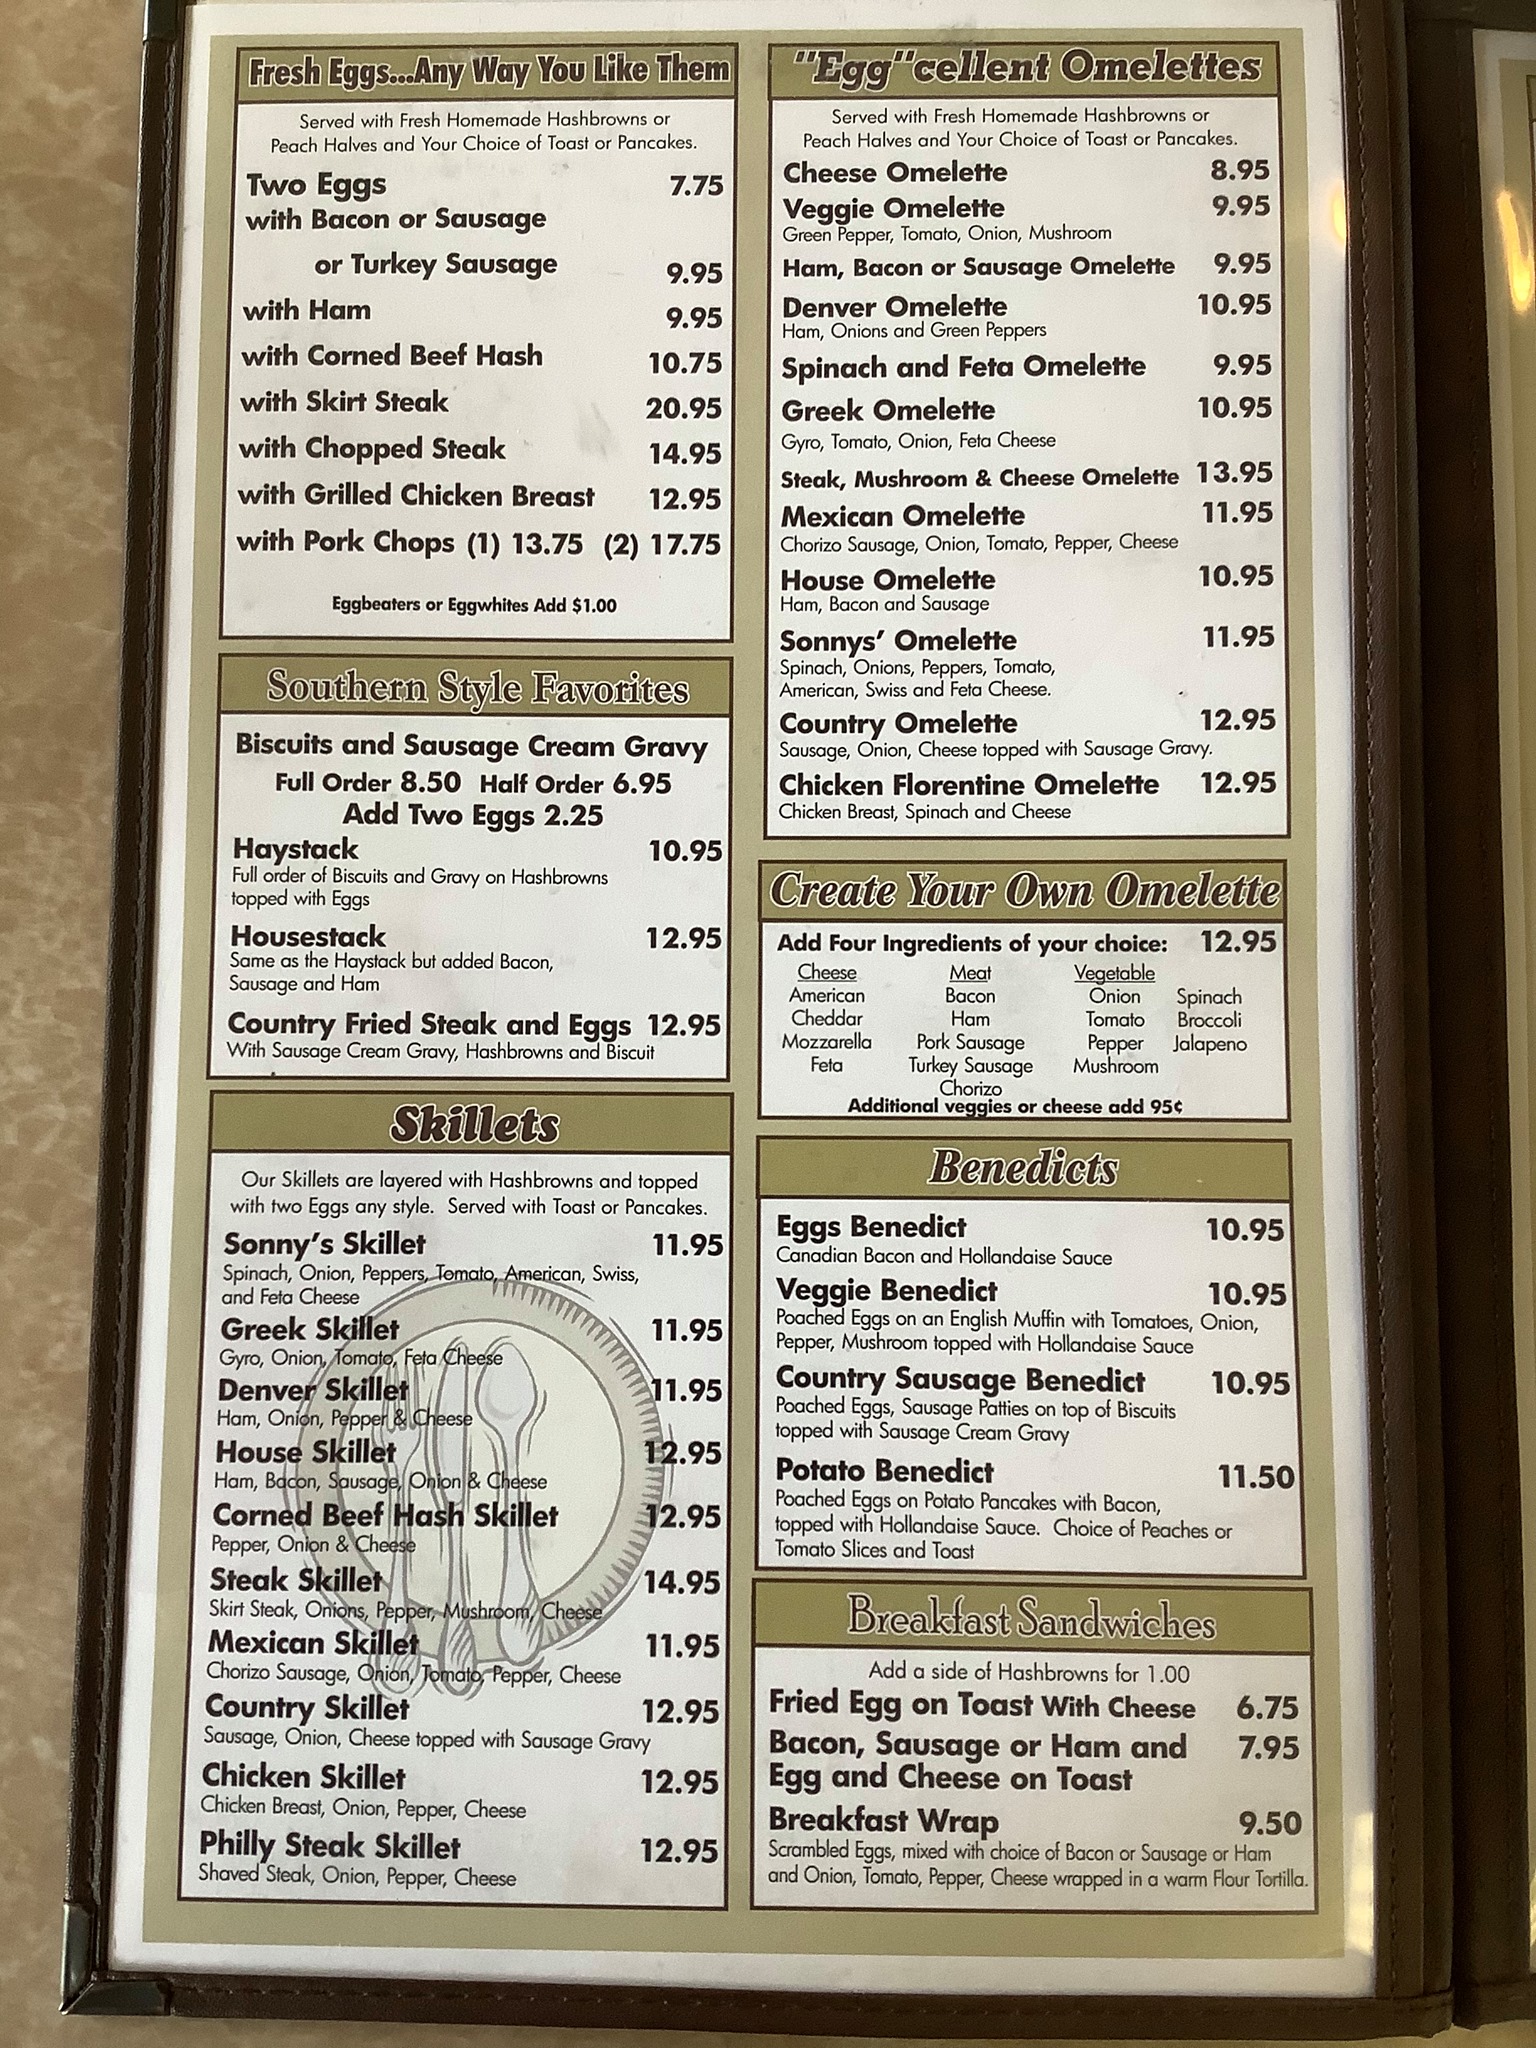 Fresh Eggs...Any Way You Like Them
Served with Fresh Homemade Hashbrowns or
Peach Halves and Your Choice of Toast or Pancakes.
Two Eggs 7.75
with Bacon or Sausage
or Turkey Sausage 9.95
with Ham 9.95
with Corned Beef Hash 10.75
with Skirt Steak 20.95
with Chopped Steak 14.95
with Grilled Chicken Breast 12.95
with Pork Chops (1) 13.75 (2) 17.75
Eggbeaters or Eggwhites Add $1.00
Southern Style Favorites
Biscuits and Sausage Cream Gravy
Full Order 8.50 Half Order 6.95
Add Two Eggs 2.25
Haystack 10.95
Full order of Biscuits and Gravy on Hashbrowns
topped with Eggs
Housestack 12.95
Same as the Haystack but added Bacon,
Sausage and Ham
Country Fried Steak and Eggs 12.95
With Sausage Cream Gravy, Hashbrowns and Biscuit
Skillets
Our Skillets are layered with Hashbrowns and topped
with two Eggs any style. Served with Toast or Pancakes.
Sonny's Skillet 11.95
Spinach, Onion, Peppers, Tomato, American, Swiss,
and Feta Cheese
Greek Skillet 11.95
Gyro, Onion, Tomato, Feta Cheese
Denver Skillet 11.95
Ham, Onion, Pepper & Cheese
House Skillet 12.95
Ham, Bacon, Sausage, Onion & Cheese
Corned Beef Hash Skillet 12.95
Pepper, Onion & Cheese
Steak Skillet 14.95
Skirt Steak, Onions, Pepper, Mushroom, Cheese
Mexican Skillet 11.95
Chorizo Sausage, Onion, Tomato, Pepper, Cheese
Country Skillet 12.95
Sausage, Onion, Cheese topped with Sausage Gravy
Chicken Skillet 12.95
Chicken Breast, Onion, Pepper, Cheese
Philly Steak Skillet 12.95
Shaved Steak, Onion, Pepper, Cheese
"Egg"cellent Omelettes
Served with Fresh Homemade Hashbrowns or
Peach Halves and Your Choice of Toast or Pancakes.
Cheese Omelette 8.95
Veggie Omelette 9.95
Green Pepper, Tomato, Onion, Mushroom
Ham, Bacon or Sausage Omelette 9.95
Denver Omelette 10.95
Ham, Onions and Green Peppers
Spinach and Feta Omelette 9.95
Greek Omelette 10.95
Gyro, Tomato, Onion, Feta Cheese
Steak, Mushroom & Cheese Omelette 13.95
Mexican Omelette 11.95
Chorizo Sausage, Onion, Tomato, Pepper, Cheese
House Omelette 10.95
Ham, Bacon and Sausage
Sonnys' Omelette 11.95
Spinach, Onions, Peppers, Tomato,
American, Swiss and Feta Cheese.
Country Omelette 12.95
Sausage, Onion, Cheese topped with Sausage Gravy.
Chicken Florentine Omelette 12.95
Chicken Breast, Spinach and Cheese
Create Your Own Omelette
Add Four Ingredients of your choice: 12.95
Cheese Meat Vegetable
American Bacon Onion Spinach
Cheddar Ham Tomato Broccoli
Mozzarella Pork Sausage Pepper Jalapeno
Feta Turkey Sausage Mushroom
Chorizo
Additional veggies or cheese add 95¢
Benedicts
Eggs Benedict 10.95
Canadian Bacon and Hollandaise Sauce
Veggie Benedict 10.95
Poached Eggs on an English Muffin with Tomatoes, Onion,
Pepper, Mushroom topped with Hollandaise Sauce
Country Sausage Benedict 10.95
Poached Eggs, Sausage Patties on top of Biscuits
topped with Sausage Cream Gravy
Potato Benedict 11.50
Poached Eggs on Potato Pancakes with Bacon,
topped with Hollandaise Sauce. Choice of Peaches or
Tomato Slices and Toast
Breakfast Sandwiches
Add a side of Hashbrowns for 1.00
Fried Egg on Toast With Cheese 6.75
Bacon, Sausage or Ham and 7.95
Egg and Cheese on Toast
Breakfast Wrap 9.50
Scrambled Eggs, mixed with choice of Bacon or Sausage or Ham
and Onion, Tomato, Pepper, Cheese wrapped in a warm Flour Tortilla.